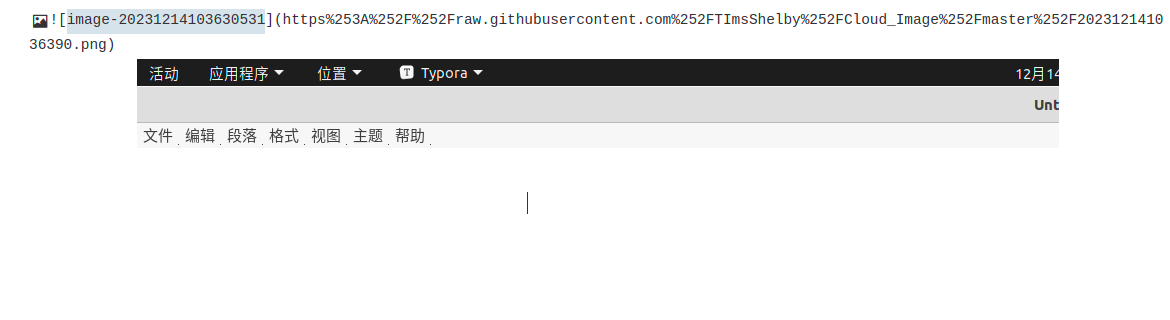 ![image-20231214103630531](https%253A%252F%252Fraw.githubusercontent.com%252FTImsShelby%252FCloud_Image%252Fmaster%252F2023121410
36390.png)
活动 应用程序 位置 Typora 12月14
Unt
文件 编辑 段落 格式 视图 主题 帮助